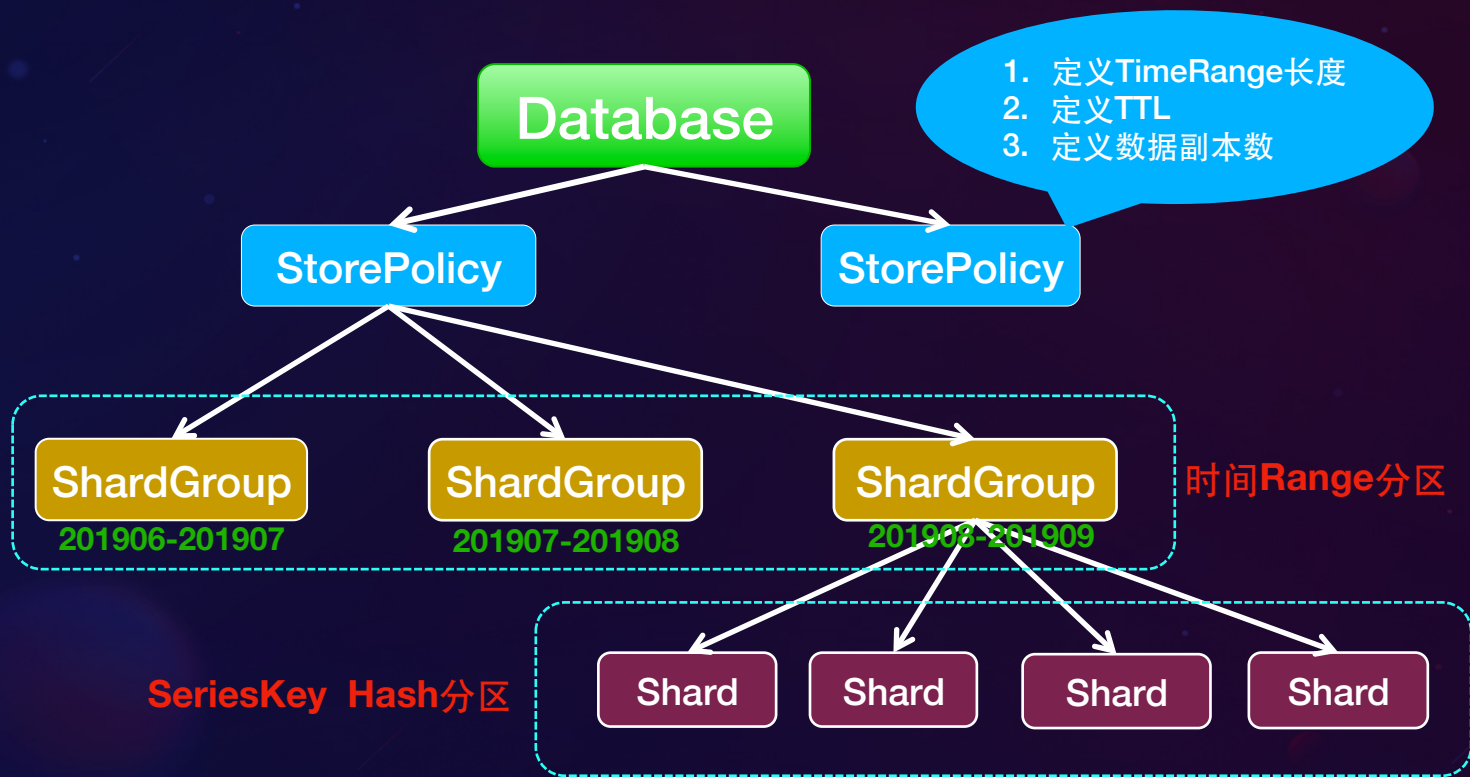 Database
1. 定义TimeRange长度
2. 定义TTL
3. 定义数据副本数
StorePolicy
StorePolicy
ShardGroup
ShardGroup
ShardGroup
时间Range分区
201906-201907
201907-201908
201908-201909
SeriesKey Hash分区
Shard
Shard
Shard
Shard